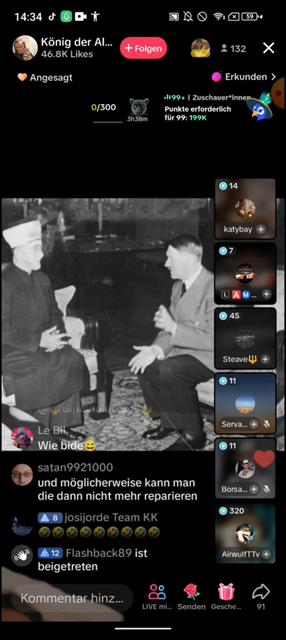 14:34
59
König der Al...
46.8K Likes
+ Folgen
132
Angesagt
Erkunden >
0/300
3h38m
99+ | Zuschauer*innen
Punkte erforderlich
für 99: 199K
14
katybay
7
L A M ...
45
Steave🔱
11
Serva...
11
Borsa...
320
AirwulfTTv
Le Bil.
Wie bide😅
satan9921000
und möglicherweise kann man
die dann nicht mehr reparieren
8 josijorde Team KK
🤣🤣🤣🤣🤣🤣🤣🤣🤣
12 Flashback89 ist
beigetreten
Kommentar hinz...
LIVE mi...
Senden
Gesche...
91